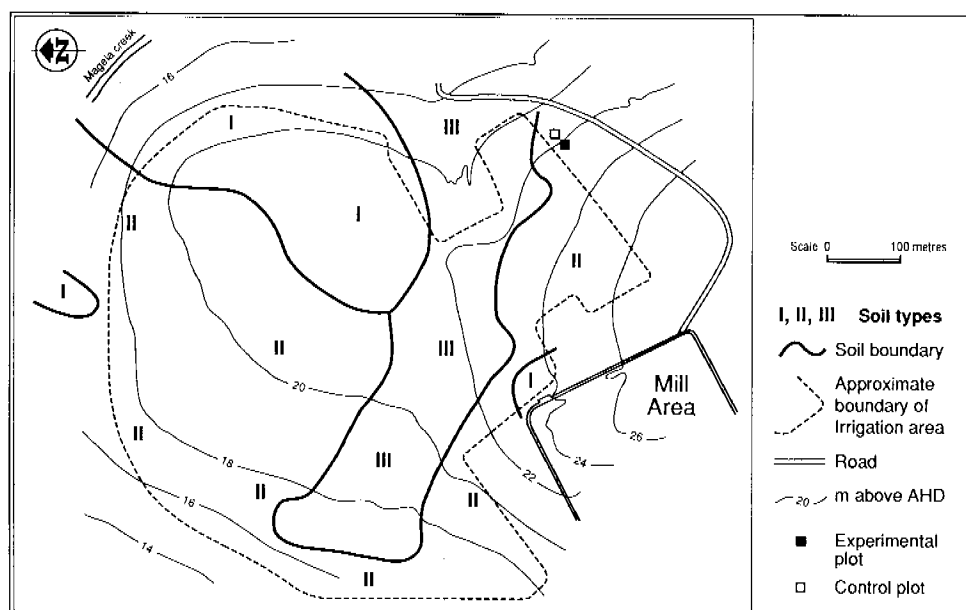 N
Magela creek
16
I
III
I
II
II
I
III
II
20
I
Mill
Area
II
III
26
24
18
22
II
II
16
14
II
Scale 0 100 metres
I, II, III Soil types
Soil boundary
Approximate
boundary of
Irrigation area
Road
20 m above AHD
Experimental
plot
Control plot